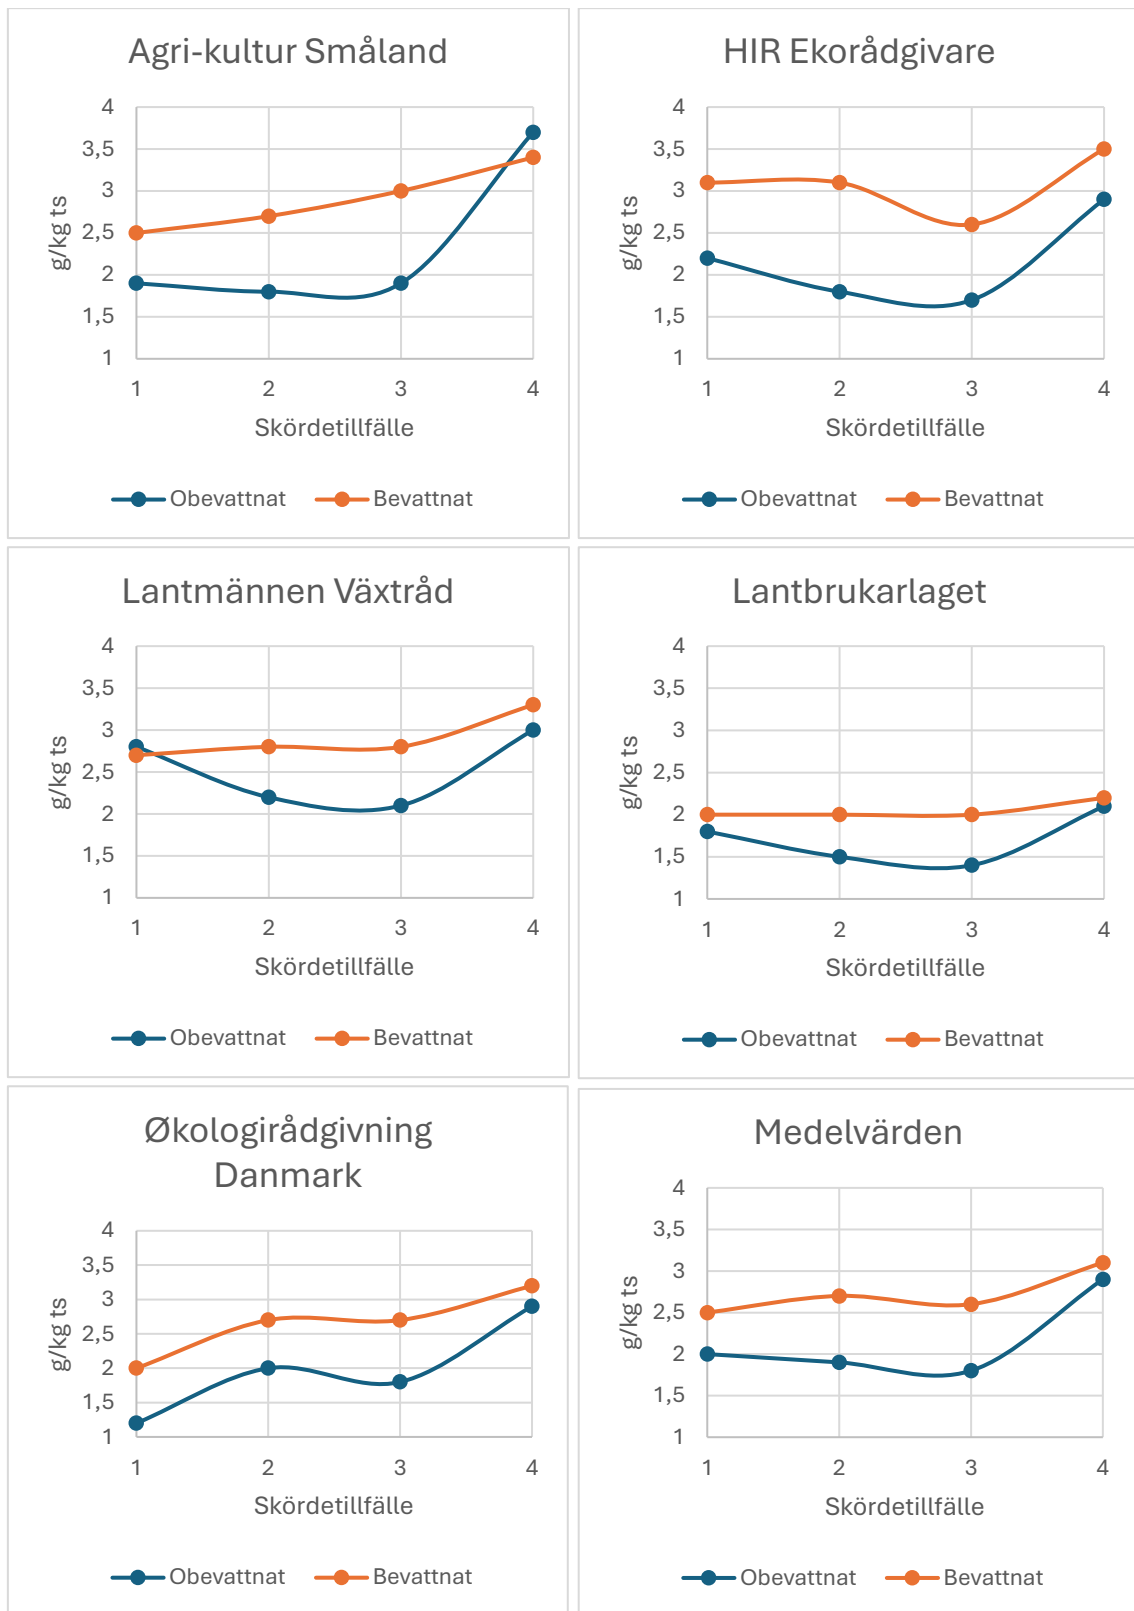 Agri-kultur Småland
4
3,5
3
2,5
2
1,5
1
g/kg ts
1 2 3 4
Skördetillfälle
Obevattnat Bevattnat
HIR Ekorådgivare
4
3,5
3
2,5
2
1,5
1
g/kg ts
1 2 3 4
Skördetillfälle
Obevattnat Bevattnat
Lantmännen Växtråd
4
3,5
3
2,5
2
1,5
1
g/kg ts
1 2 3 4
Skördetillfälle
Obevattnat Bevattnat
Lantbrukarlaget
4
3,5
3
2,5
2
1,5
1
g/kg ts
1 2 3 4
Skördetillfälle
Obevattnat Bevattnat
Økologirådgivning
Danmark
4
3,5
3
2,5
2
1,5
1
g/kg ts
1 2 3 4
Skördetillfälle
Obevattnat Bevattnat
Medelvärden
4
3,5
3
2,5
2
1,5
1
g/kg ts
1 2 3 4
Skördetillfälle
Obevattnat Bevattnat